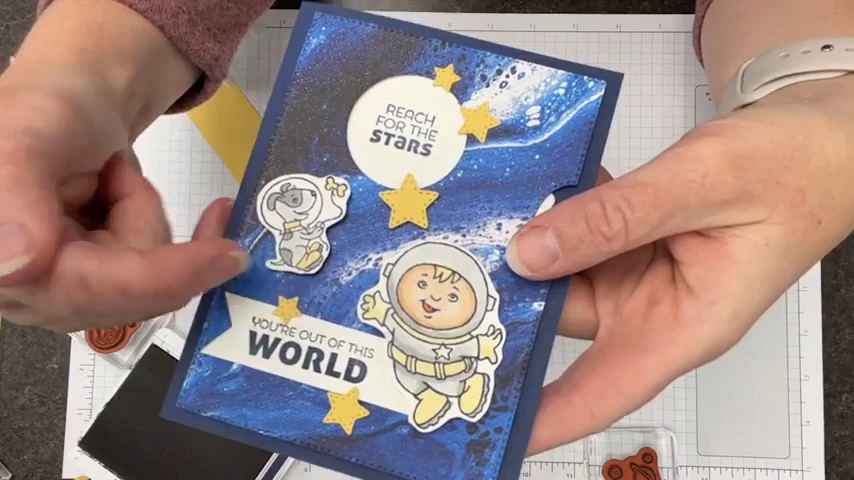 REACH
FOR THE
STARS
YOU'RE OUT OF THIS
WORLD